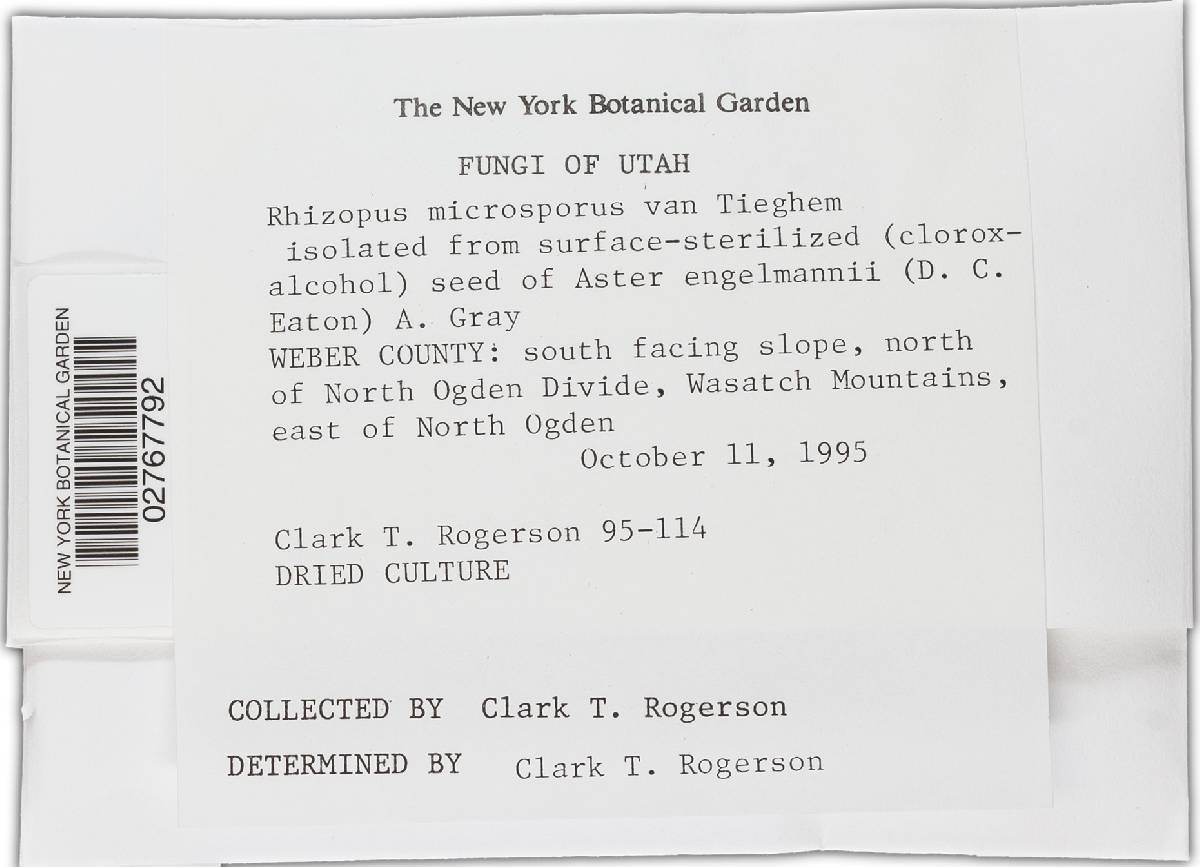 The New York Botanical Garden
FUNGI OF UTAH
Rhizopus microsporus van Tieghem
isolated from surface-sterilized (clorox-
alcohol) seed of Aster engelmannii (D. C.
Eaton) A. Gray
WEBER COUNTY: south facing slope, north
of North Ogden Divide, Wasatch Mountains,
east of North Ogden
October 11, 1995
Clark T. Rogerson 95-114
DRIED CULTURE
COLLECTED BY Clark T. Rogerson
DETERMINED BY Clark T. Rogerson
NEW YORK BOTANICAL GARDEN
02767792